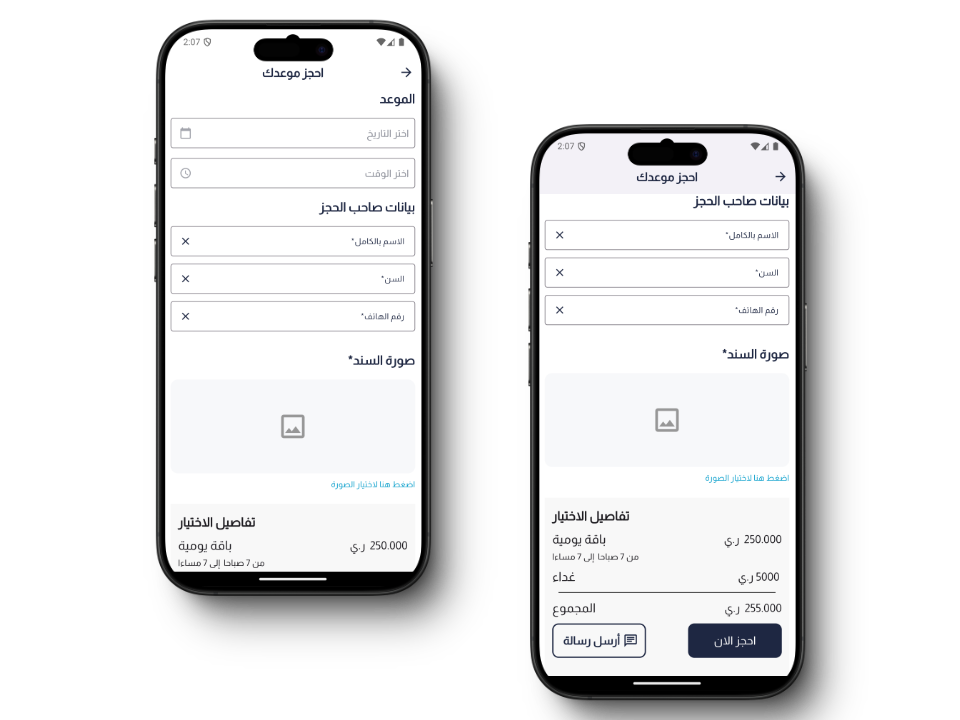 2:07
احجز موعدك
الموعد
اختر التاريخ
اختر الوقت
بيانات صاحب الحجز
الاسم بالكامل*
السن*
رقم الهاتف*
صورة السند*
اضغط هنا لاختيار الصورة
تفاصيل الاختيار
باقة يومية 250.000 ر.ي
من 7 صباحا إلى 7 مساءا
2:07
احجز موعدك
بيانات صاحب الحجز
الاسم بالكامل*
السن*
رقم الهاتف*
صورة السند*
اضغط هنا لاختيار الصورة
تفاصيل الاختيار
باقة يومية 250.000 ر.ي
من 7 صباحا إلى 7 مساءا
غداء 5000 ر.ي
المجموع 255.000 ر.ي
احجز الان أرسل رسالة